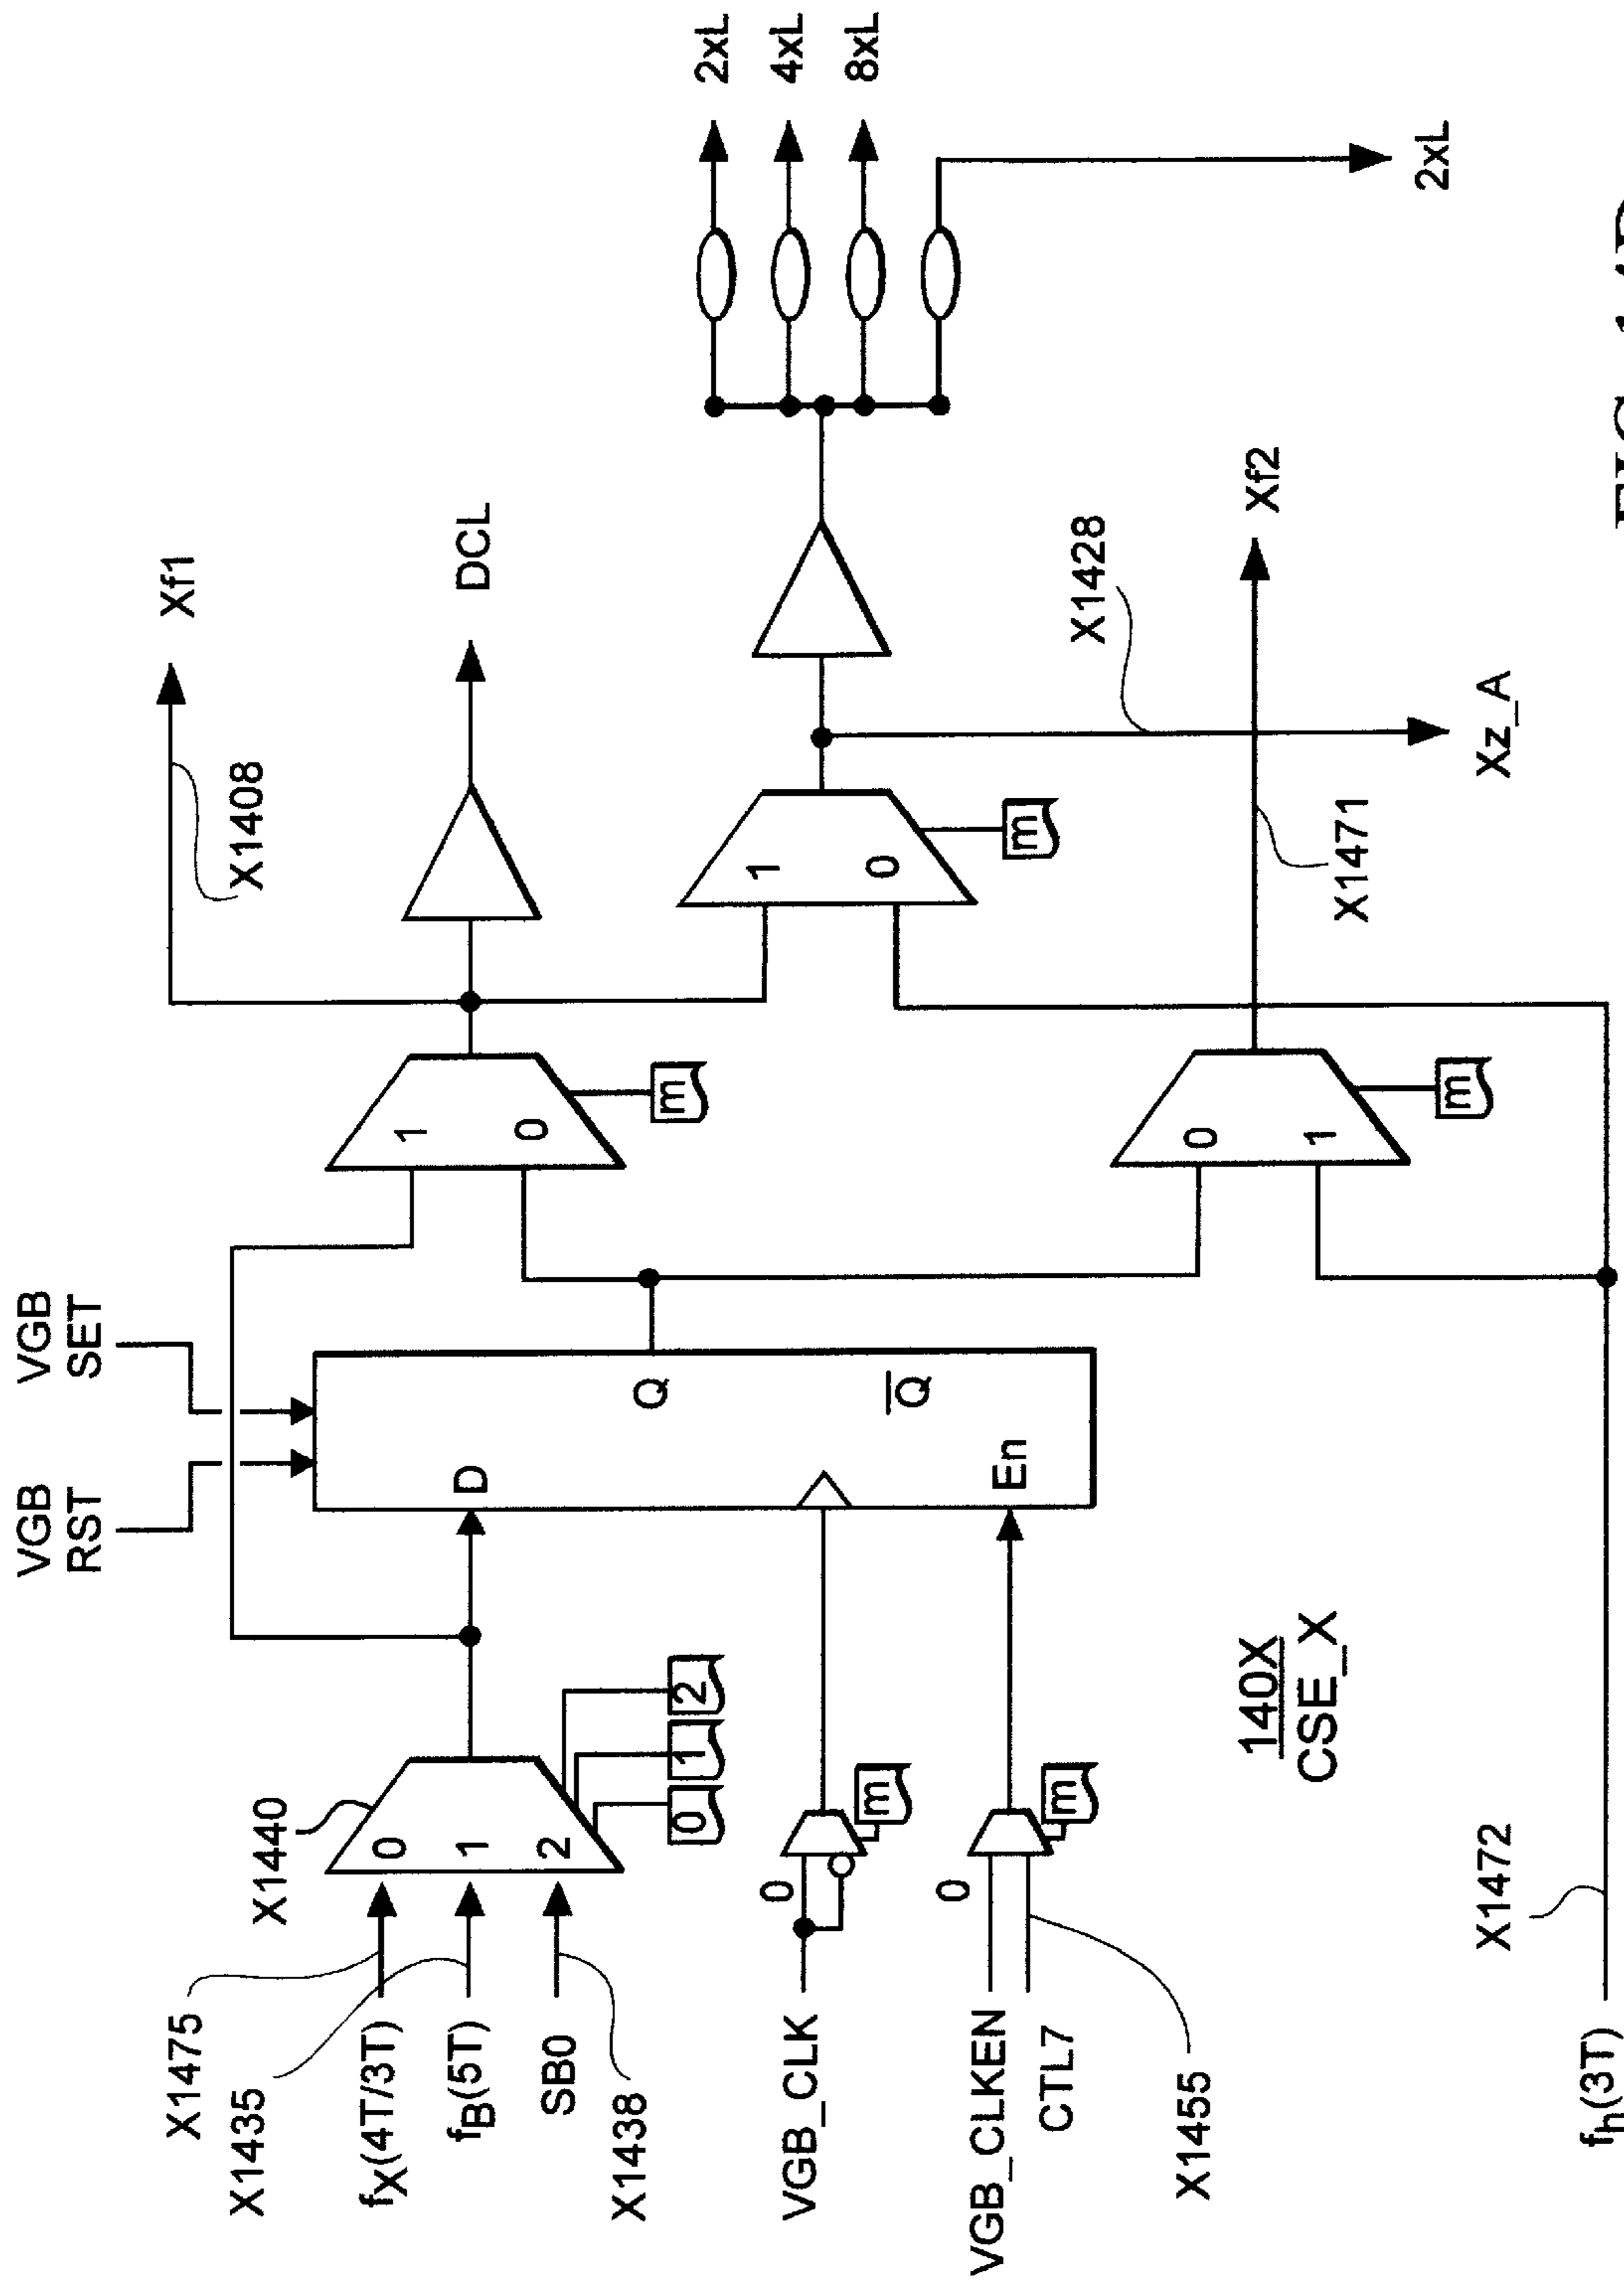 VGB
RST
VGB
SET
X1475
X1435
fX(4T/3T)
fB(5T)
SB0
X1438
X1440
0
1
2
0
1
2
D
Q
Q
En
VGB_CLK
0
m
VGB_CLKEN
CTL7
0
m
X1455
1
0
m
X1408
Xf1
DCL
1
0
m
2xL
4xL
8xL
2xL
X1428
Xz_A
0
1
m
X1471
Xf2
X1472
fh(3T)
140X
CSE_X